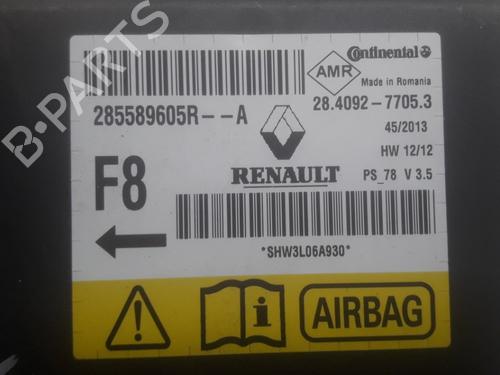 Continental
AMR
Made in Romania
285589605R--A
28.4092-7705.3
45/2013
HW 12/12
F8
RENAULT
PS_78 V 3.5
*SHW3L06A930*
AIRBAG
B-PARTS